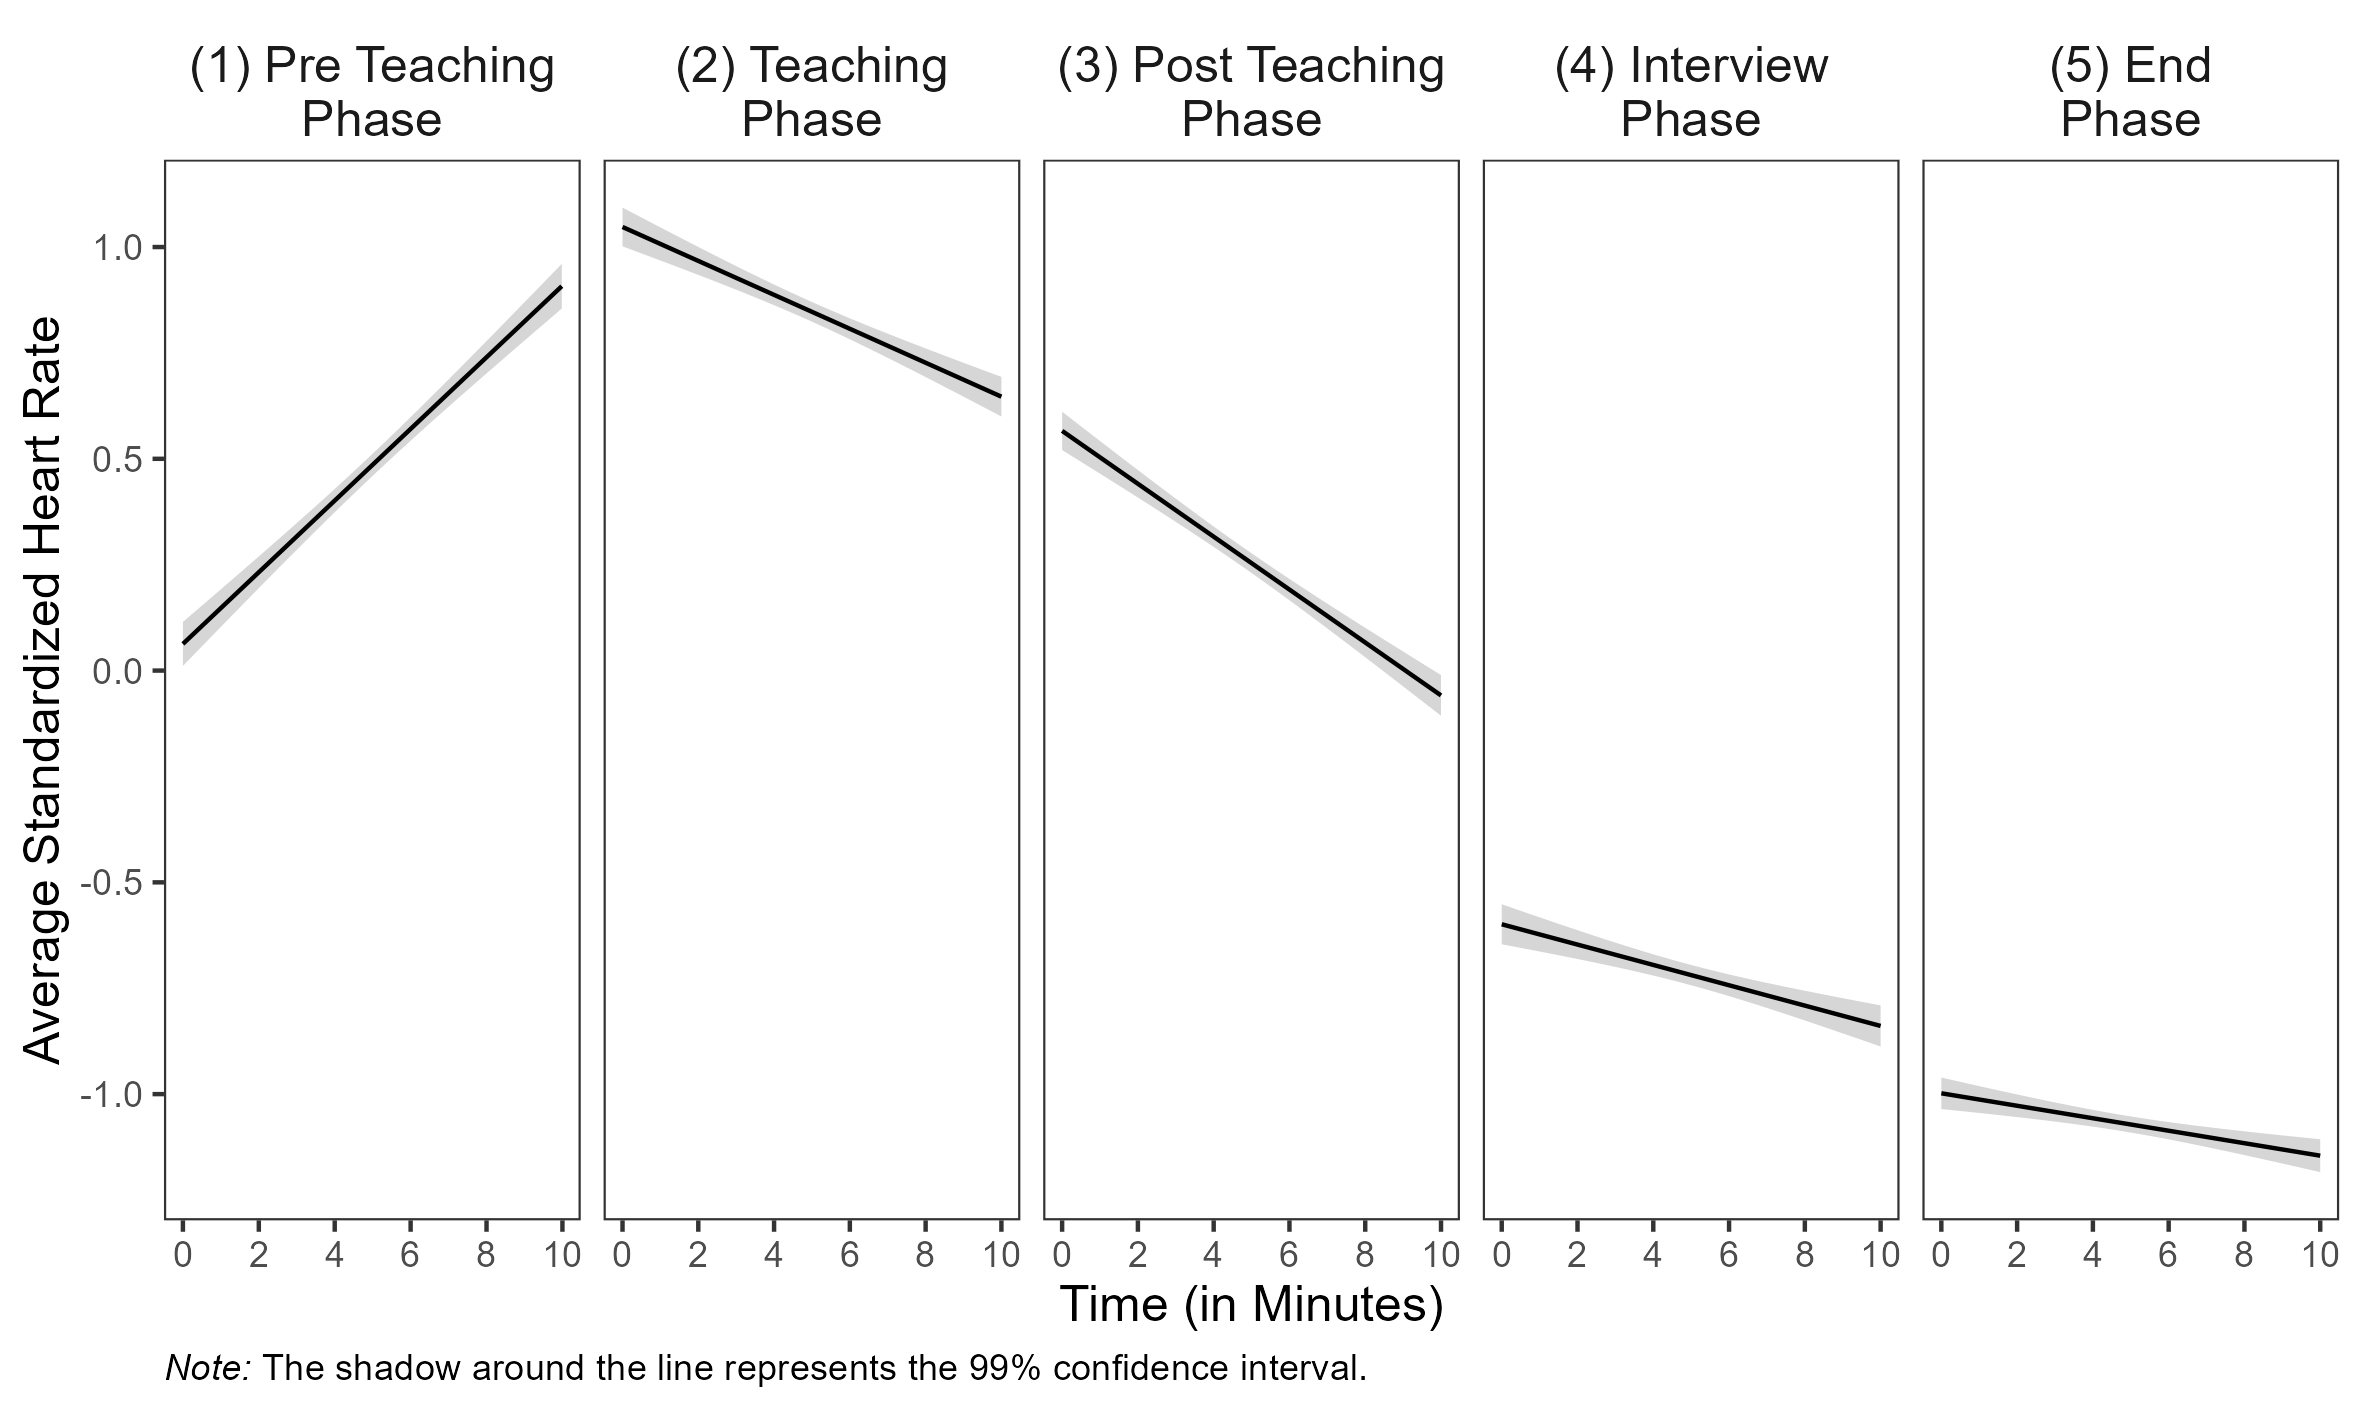 (1) Pre Teaching
Phase
(2) Teaching
Phase
(3) Post Teaching
Phase
(4) Interview
Phase
(5) End
Phase
Average Standardized Heart Rate
1.0
0.5
0.0
-0.5
-1.0
0 2 4 6 8 10 0 2 4 6 8 10 0 2 4 6 8 10 0 2 4 6 8 10 0 2 4 6 8 10
Time (in Minutes)
Note: The shadow around the line represents the 99% confidence interval.